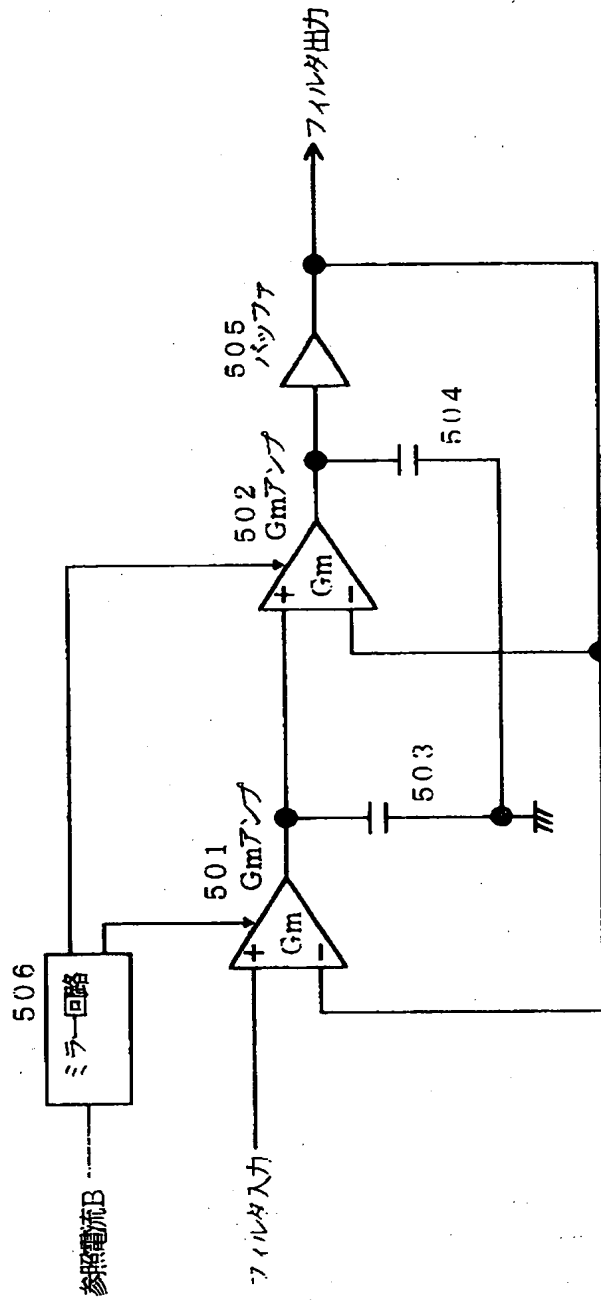 506
ミラー回路
参照電流B
フィルタ入力
501
Gmアンプ
+
Gm
-
503
502
Gmアンプ
+
Gm
-
504
505
バッファ
フィルタ出力